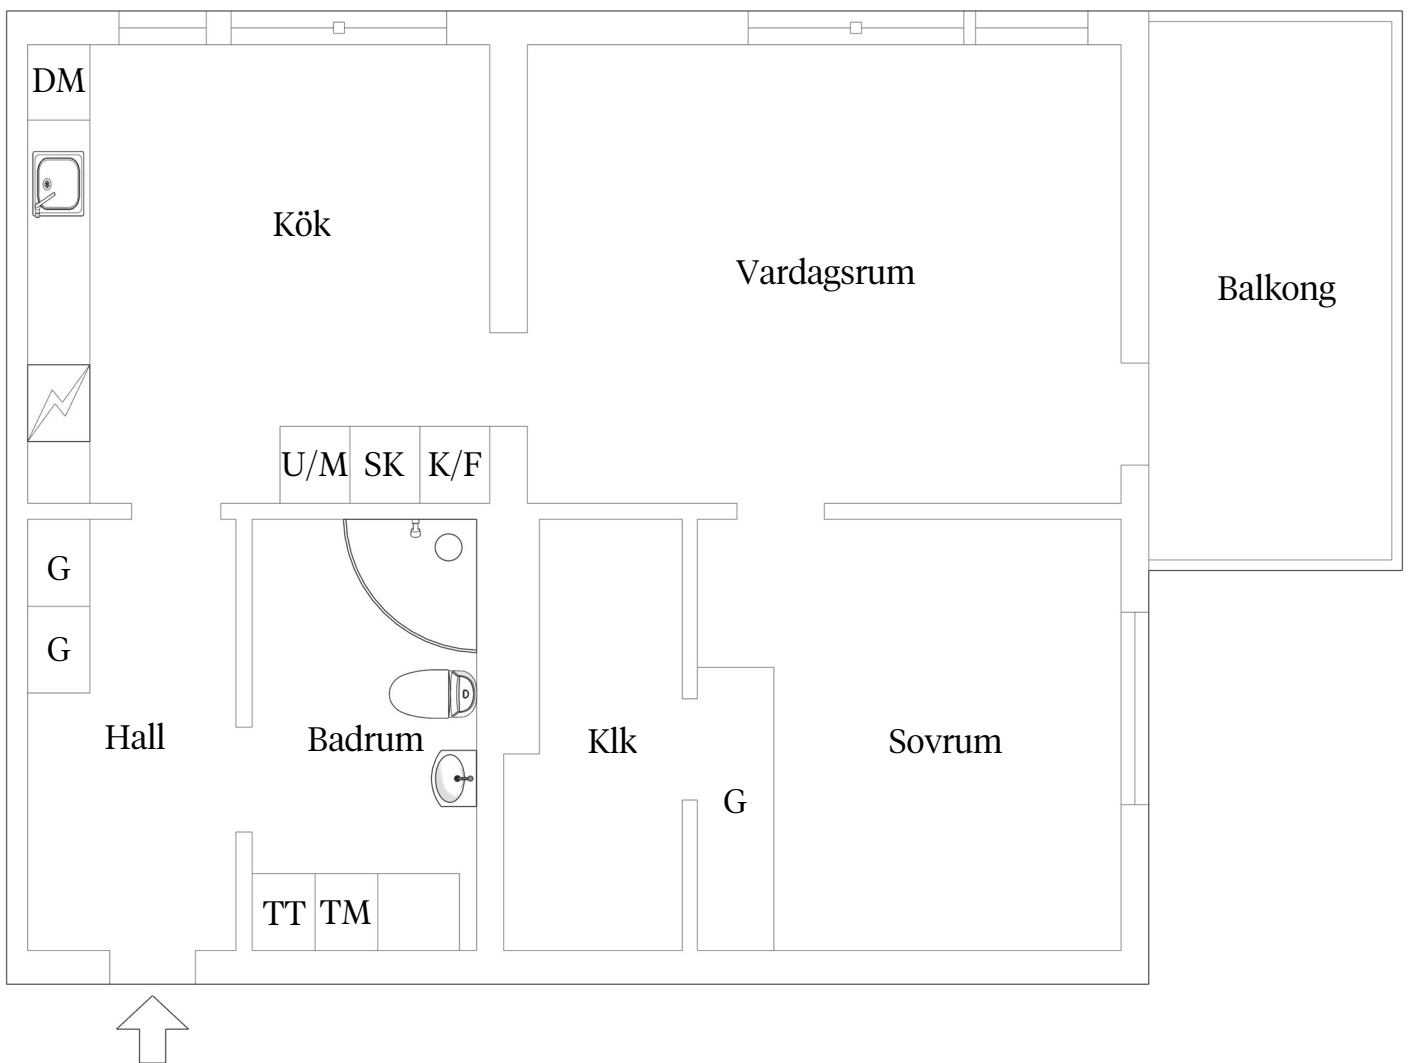 DM
Kök
Vardagsrum
Balkong
U/M SK K/F
G
G
Hall
Badrum
Klk
Sovrum
G
TT TM